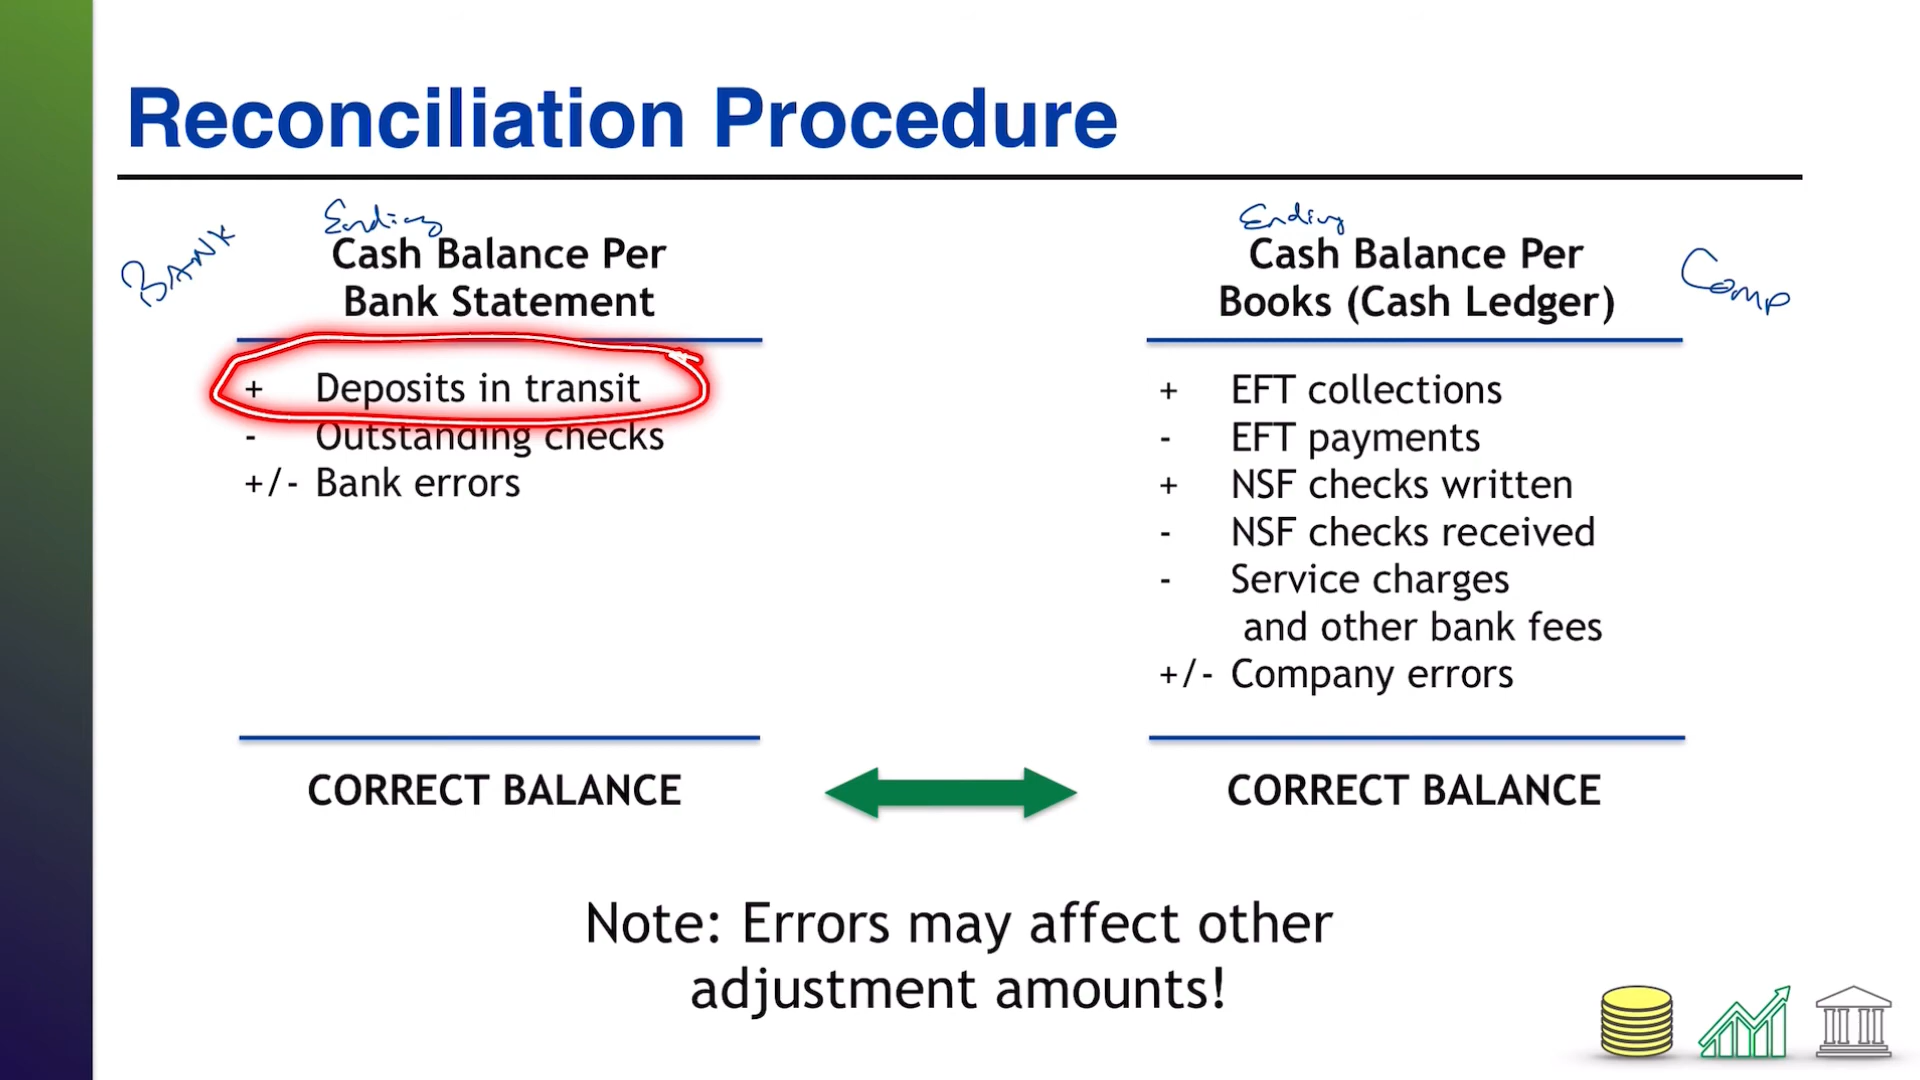 Reconciliation Procedure
BANK
Ending
Cash Balance Per
Bank Statement
+ Deposits in transit
- Outstanding checks
+/- Bank errors
CORRECT BALANCE
Ending
Cash Balance Per
Books (Cash Ledger)
Comp
+ EFT collections
- EFT payments
+ NSF checks written
- NSF checks received
- Service charges
and other bank fees
+/- Company errors
CORRECT BALANCE
Note: Errors may affect other
adjustment amounts!